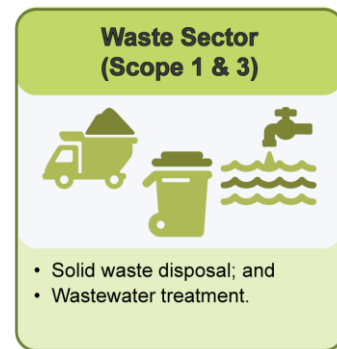 Waste Sector
(Scope 1 & 3)
• Solid waste disposal; and
• Wastewater treatment.